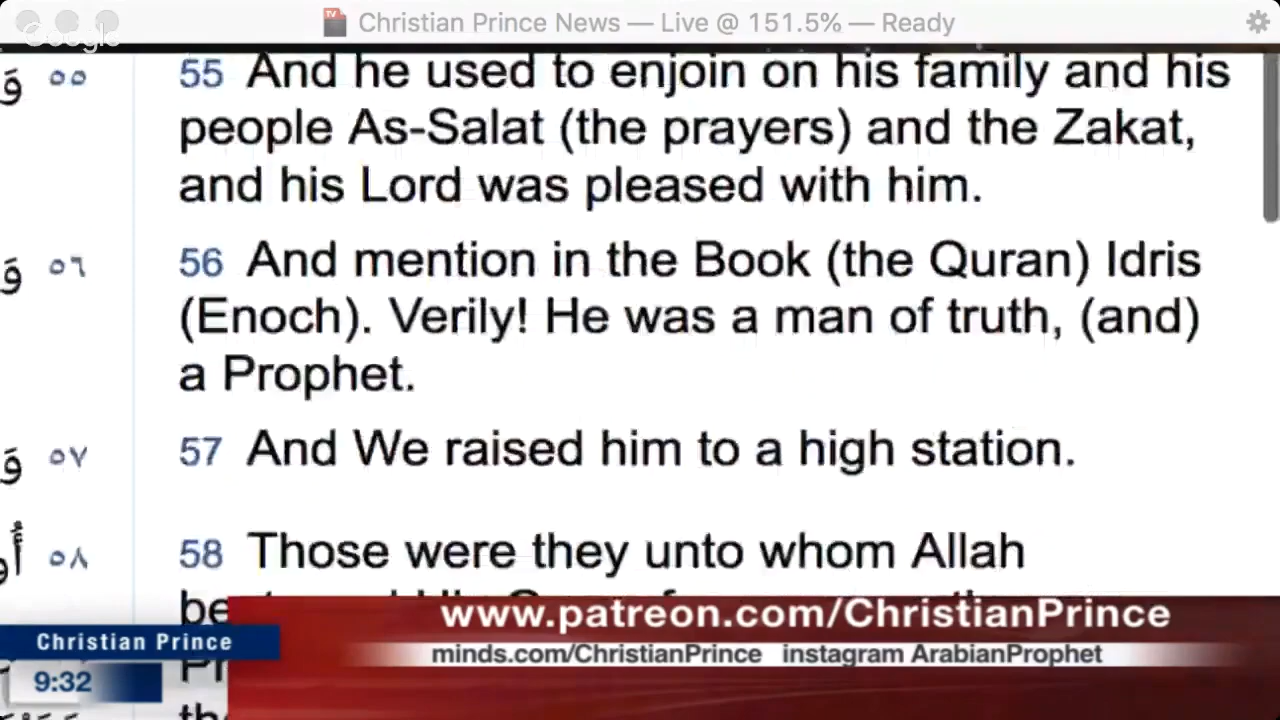 Christian Prince News — Live @ 151.5% — Ready
Google
٥٥ 55 And he used to enjoin on his family and his
people As-Salat (the prayers) and the Zakat,
and his Lord was pleased with him.
٥٦ 56 And mention in the Book (the Quran) Idris
(Enoch). Verily! He was a man of truth, (and)
a Prophet.
٥٧ 57 And We raised him to a high station.
٥٨ 58 Those were they unto whom Allah
www.patreon.com/ChristianPrince
Christian Prince
minds.com/ChristianPrince instagram ArabianProphet
9:32